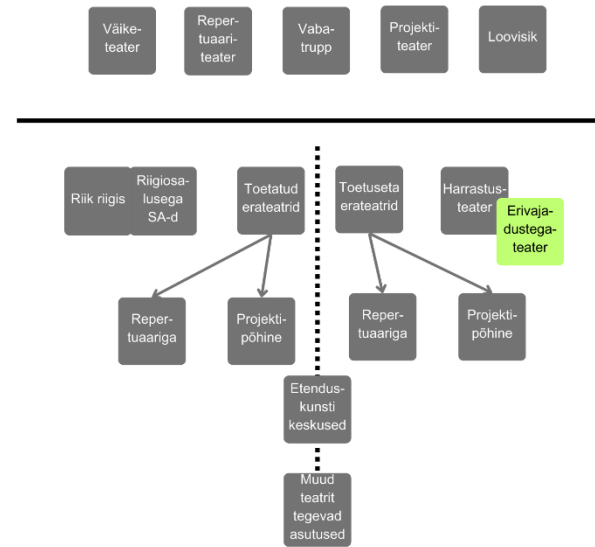 Väike-
teater
Reper-
tuaari-
teater
Vaba-
trupp
Projekti-
teater
Loovisik
Riik riigis
Riigiosa-
lusega
SA-d
Toetatud
erateatrid
Toetuseta
erateatrid
Harrastus-
teater
Erivaja-
dustega-
teater
Reper-
tuaariga
Projekti-
põhine
Reper-
tuaariga
Projekti-
põhine
Etendus-
kunsti
keskused
Muud
teatrit
tegevad
asutused